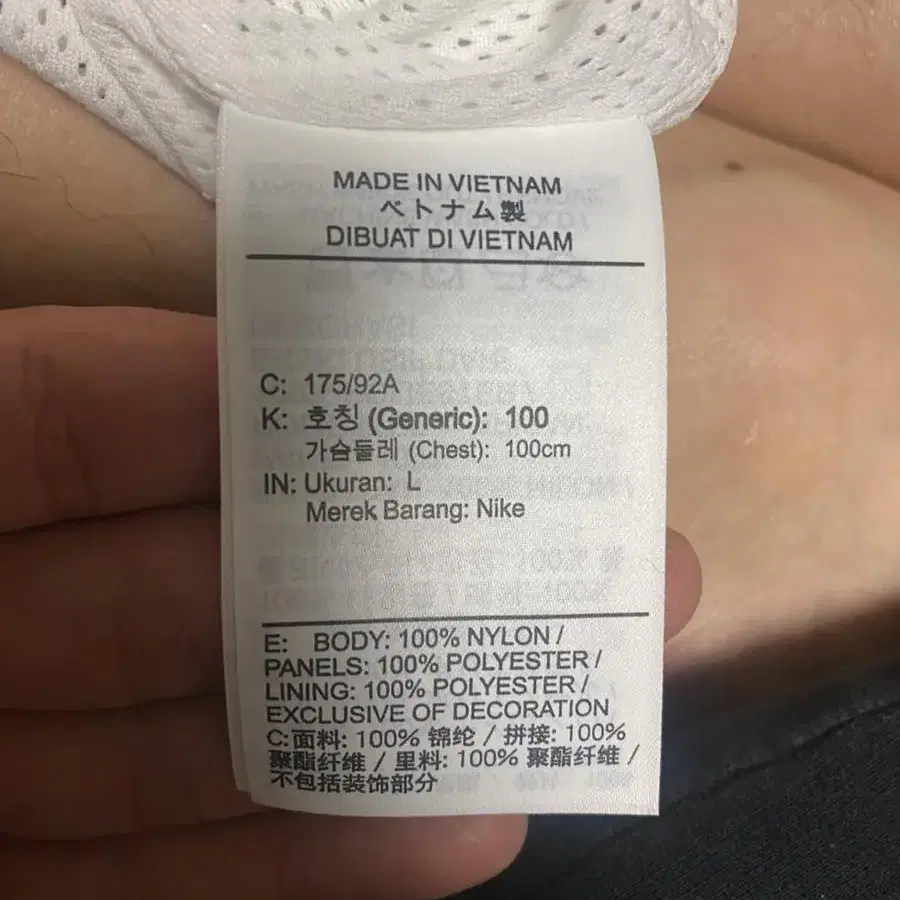 MADE IN VIETNAM
ベトナム製
DIBUAT DI VIETNAM
C: 175/92A
K: 호칭 (Generic): 100
가슴둘레 (Chest): 100cm
IN: Ukuran: L
Merek Barang: Nike
E: BODY: 100% NYLON /
PANELS: 100% POLYESTER /
LINING: 100% POLYESTER /
EXCLUSIVE OF DECORATION
C:面料: 100% 锦纶 / 拼接: 100%
聚酯纤维 / 里料: 100% 聚酯纤维 /
不包括装饰部分